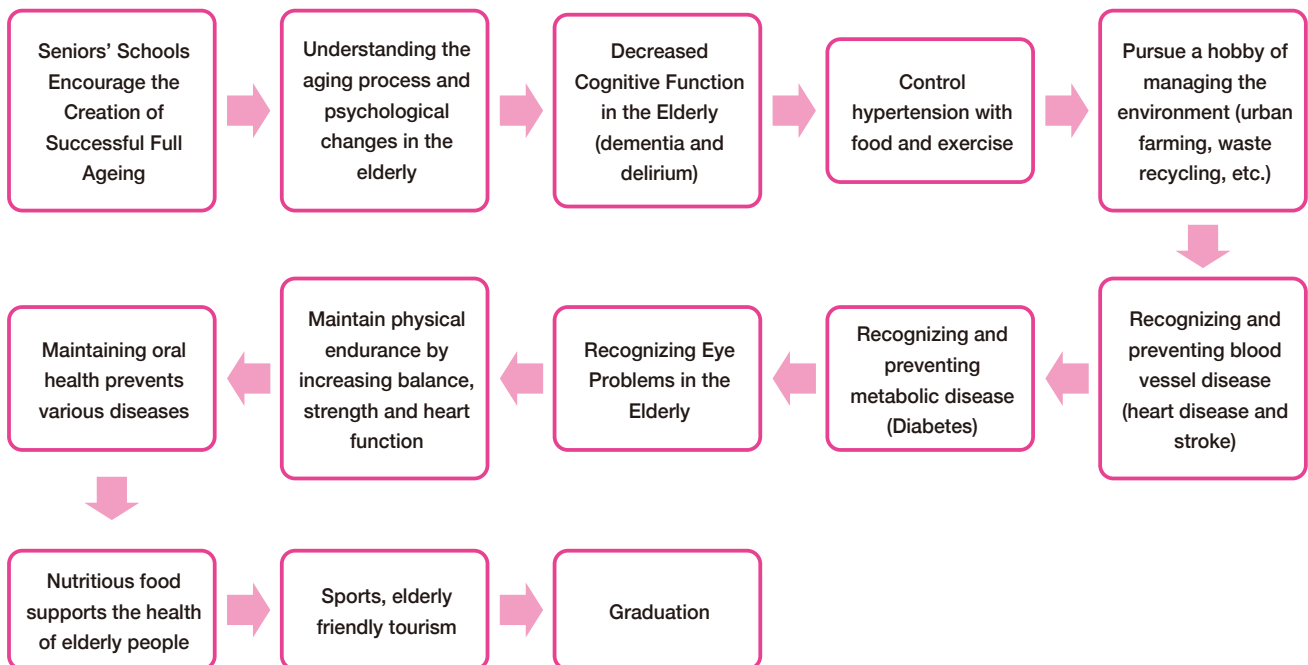 Seniors’ Schools
Encourage the
Creation of
Successful Full
Ageing
Understanding the
aging process and
psychological
changes in the
elderly
Decreased
Cognitive Function
in the Elderly
(dementia and
delirium)
Control
hypertension with
food and exercise
Pursue a hobby of
managing the
environment (urban
farming, waste
recycling, etc.)
Recognizing and
preventing blood
vessel disease
(heart disease and
stroke)
Recognizing and
preventing
metabolic disease
(Diabetes)
Recognizing Eye
Problems in the
Elderly
Maintain physical
endurance by
increasing balance,
strength and heart
function
Maintaining oral
health prevents
various diseases
Nutritious food
supports the health
of elderly people
Sports, elderly
friendly tourism
Graduation